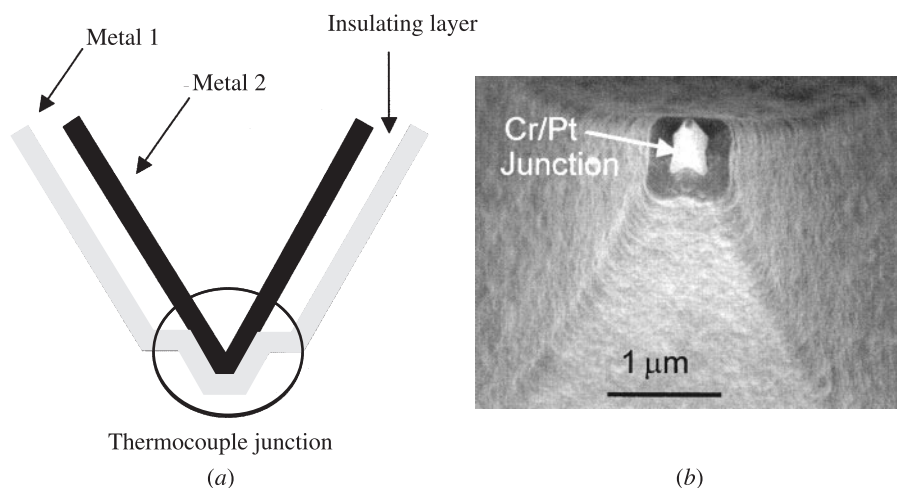 Metal 1
Insulating layer
Metal 2
Thermocouple junction
(a)
Cr/Pt
Junction
1 μm
(b)